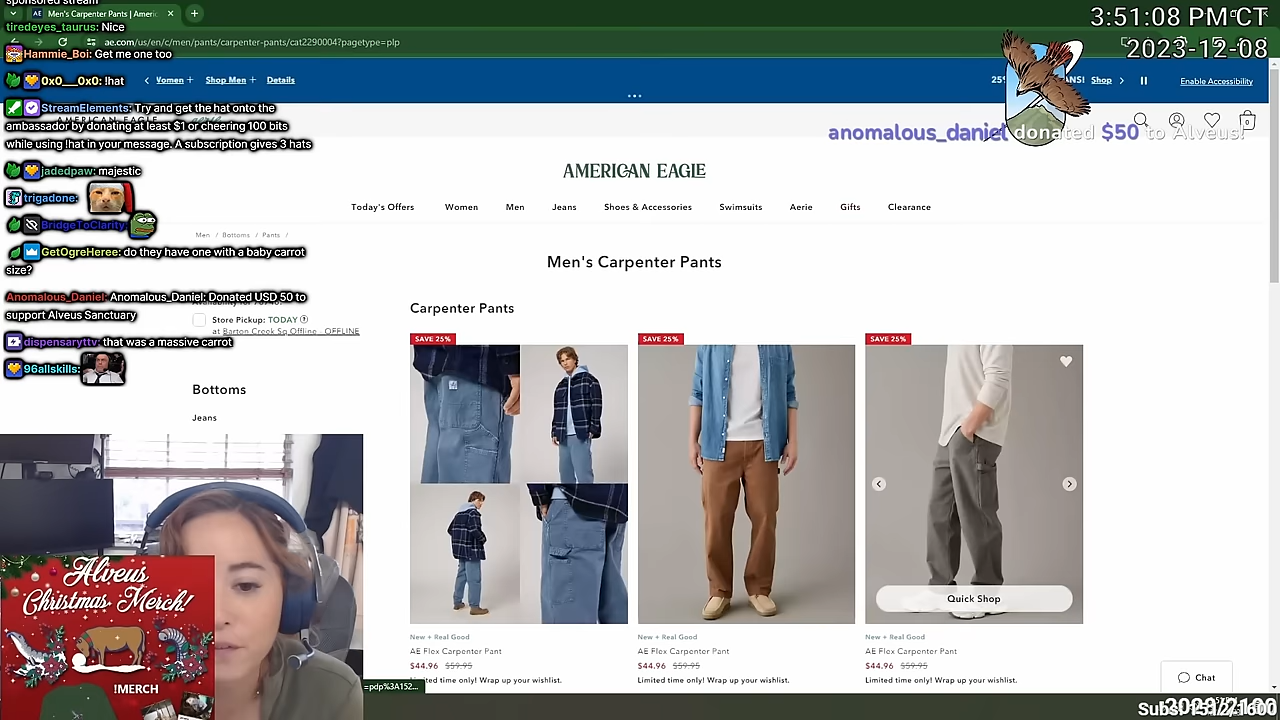 sponsored stream
tiredeyes_taurus: Nice
Hammie_Boi: Get me one too
0x0___0x0: !hat
StreamElements: Try and get the hat onto the
ambassador by donating at least $1 or cheering 100 bits
while using !hat in your message. A subscription gives 3 hats
jadedpaw: majestic
trigadone:
BridgeToClarity
GetOgreHeree: do they have one with a baby carrot
size?
Anomalous_Daniel: Anomalous_Daniel: Donated USD 50 to
support Alveus Sanctuary
dispensaryttv: that was a massive carrot
96allskills:
AE Men's Carpenter Pants | Americ
ae.com/us/en/c/men/pants/carpenter-pants/cat2290004?pagetype=plp
3:51:08 PM CT
2023-12-08
Women +
Shop Men +
Details
Shop
Enable Accessibility
anomalous_daniel donated $50 to Alveus!
0
AMERICAN EAGLE
Today's Offers
Women
Men
Jeans
Shoes & Accessories
Swimsuits
Aerie
Gifts
Clearance
Men / Bottoms / Pants /
Men's Carpenter Pants
Store Pickup: TODAY
at Barton Creek Sq Offline - OFFLINE
Bottoms
Jeans
Carpenter Pants
SAVE 25%
SAVE 25%
SAVE 25%
Quick Shop
New + Real Good
AE Flex Carpenter Pant
$44.96 $59.95
Limited time only! Wrap up your wishlist.
New + Real Good
AE Flex Carpenter Pant
$44.96 $59.95
Limited time only! Wrap up your wishlist.
New + Real Good
AE Flex Carpenter Pant
$44.96 $59.95
Limited time only! Wrap up your wishlist.
Alveus
Christmas Merch!
!MERCH
=pdp%3A152...
Chat